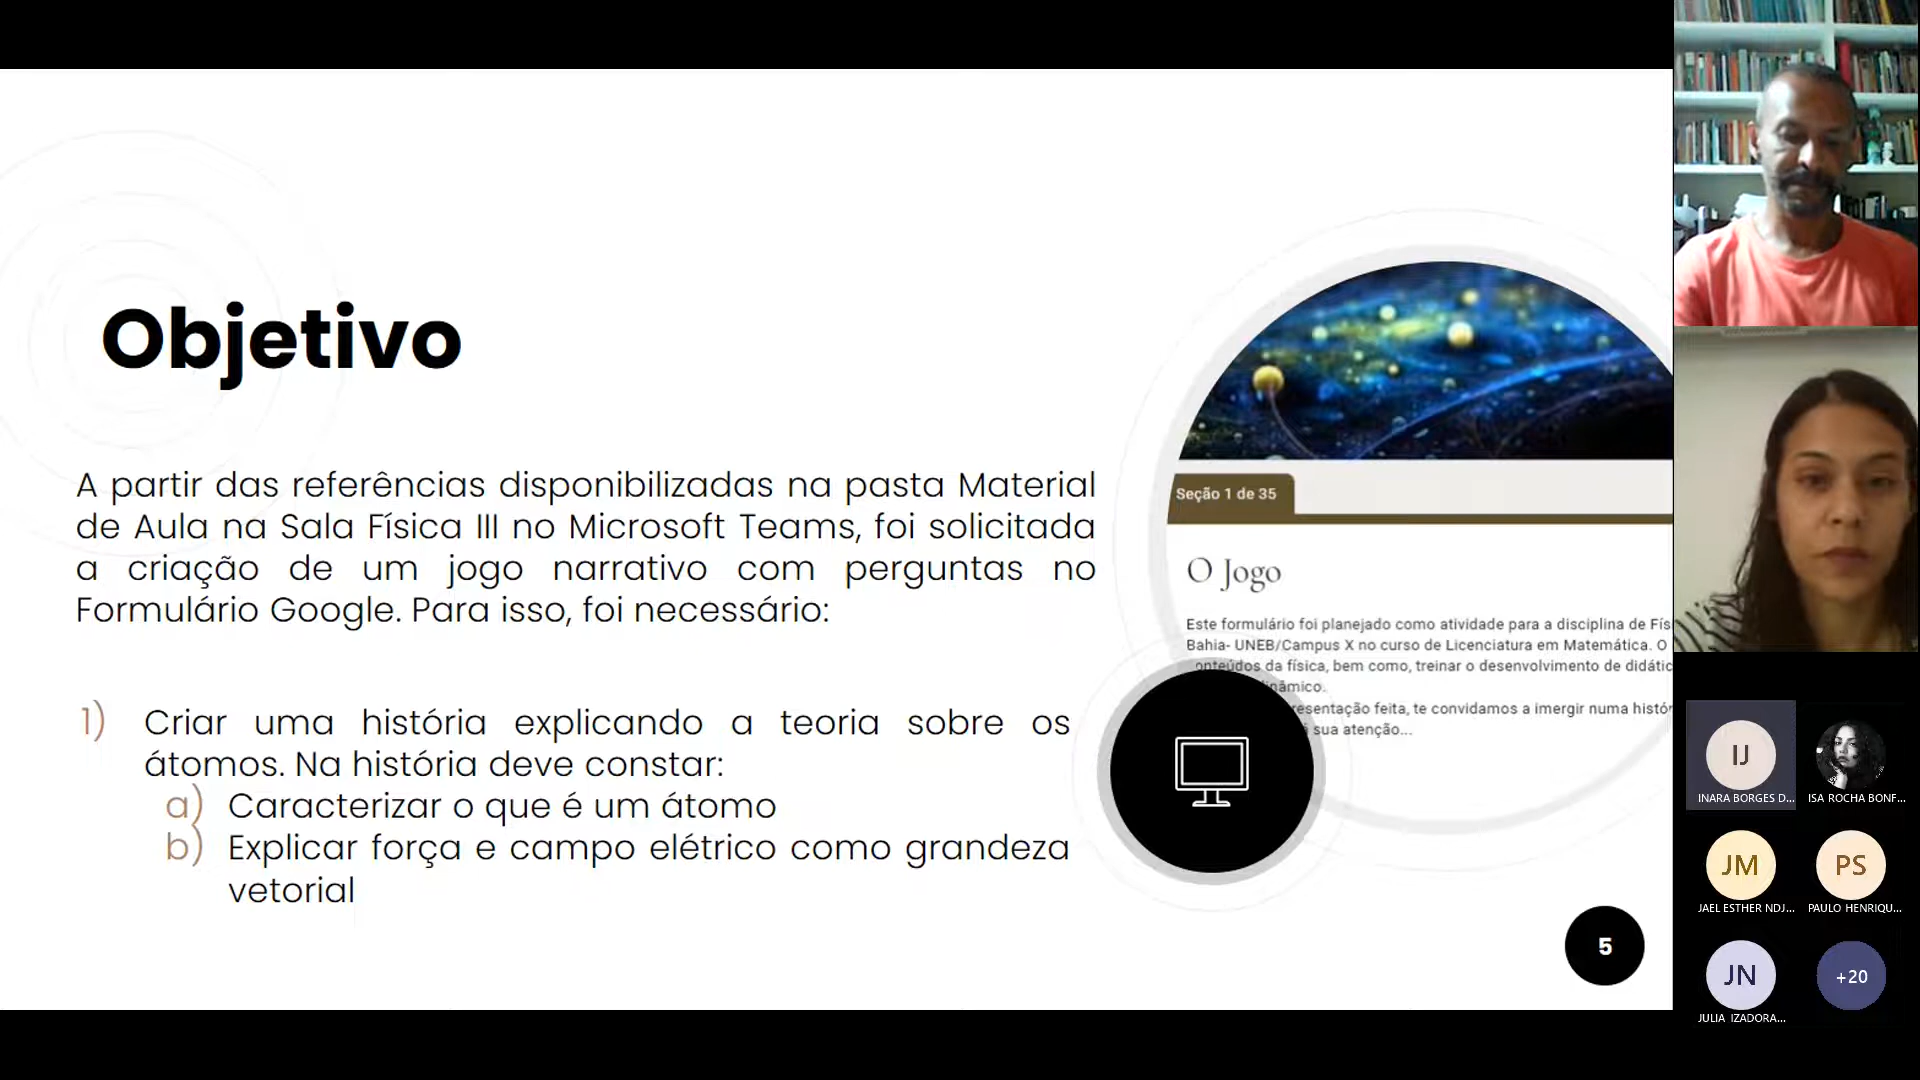 Objetivo
A partir das referências disponibilizadas na pasta Material
de Aula na Sala Física III no Microsoft Teams, foi solicitada
a criação de um jogo narrativo com perguntas no
Formulário Google. Para isso, foi necessário:
1) Criar uma história explicando a teoria sobre os
átomos. Na história deve constar:
a) Caracterizar o que é um átomo
b) Explicar força e campo elétrico como grandeza
vetorial
Seção 1 de 35
O Jogo
Este formulário foi planejado como atividade para a disciplina de Fís
Bahia- UNEB/Campus X no curso de Licenciatura em Matemática. O
onteúdos da física, bem como, treinar o desenvolvimento de didátic
inâmico.
resentação feita, te convidamos a imergir numa histór
sua atenção...
5
IJ
INARA BORGES D...
ISA ROCHA BONF...
JM
JAEL ESTHER NDJ...
PS
PAULO HENRIQU...
JN
JULIA IZADORA...
+20